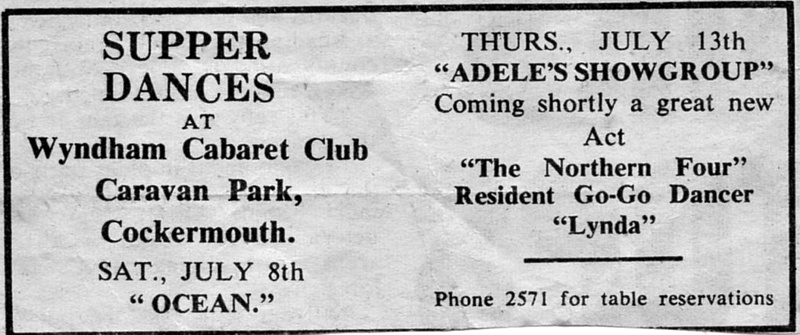 SUPPER
DANCES
AT
Wyndham Cabaret Club
Caravan Park,
Cockermouth.
SAT., JULY 8th
“ OCEAN.”
THURS., JULY 13th
“ADELE'S SHOWGROUP”
Coming shortly a great new
Act
“The Northern Four”
Resident Go-Go Dancer
“Lynda”
Phone 2571 for table reservations